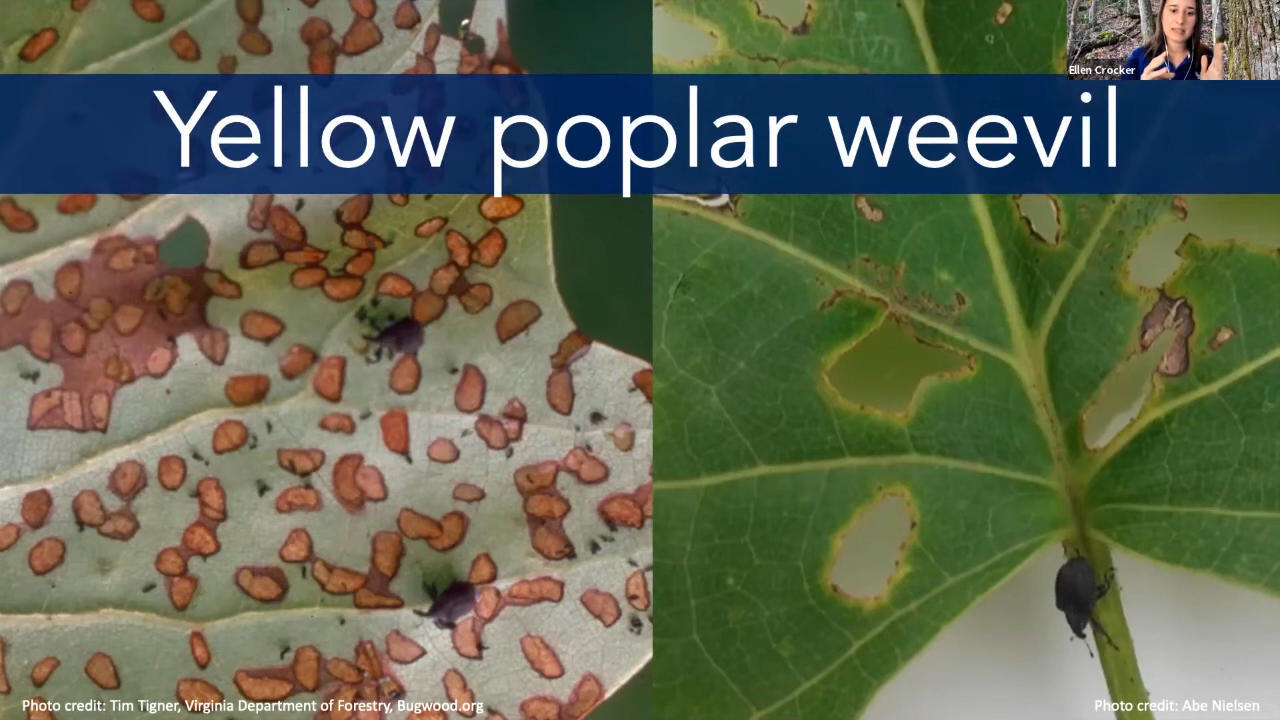 Ellen Crocker
Yellow poplar weevil
Photo credit: Tim Tigner, Virginia Department of Forestry, Bugwood.org
Photo credit: Abe Nielsen